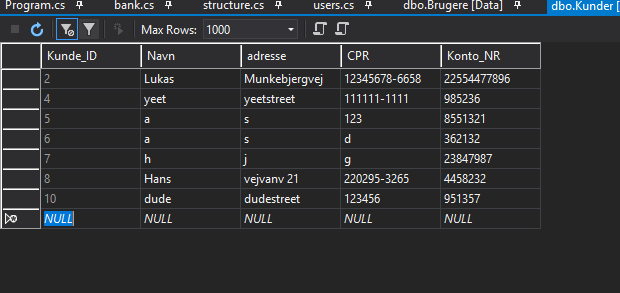 Program.cs bank.cs structure.cs users.cs dbo.Brugere [Data] dbo.Kunder [Data]
Max Rows: 1000
Kunde_ID Navn adresse CPR Konto_NR
2 Lukas Munkebjergvej 12345678-6658 22554477896
4 yeet yeetstreet 111111-1111 985236
5 a s 123 8551321
6 a s d 362132
7 h j g 23847987
8 Hans vejvanv 21 220295-3265 4458232
10 dude dudestreet 123456 951357
NULL NULL NULL NULL NULL